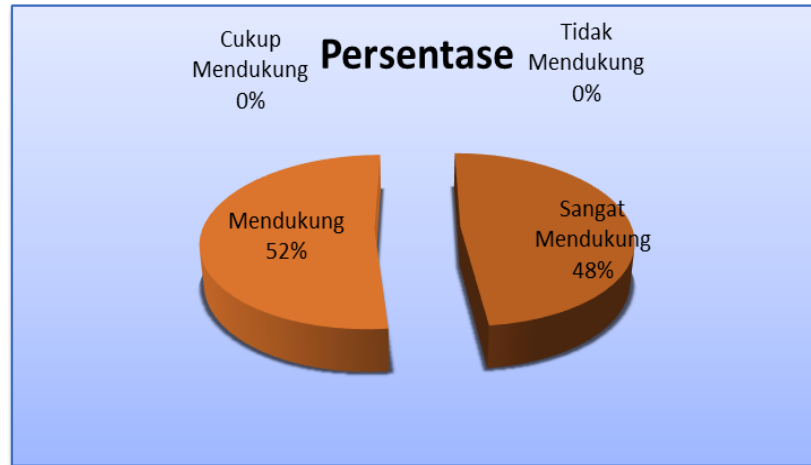 Persentase
Cukup
Mendukung
0%
Tidak
Mendukung
0%
Mendukung
52%
Sangat
Mendukung
48%